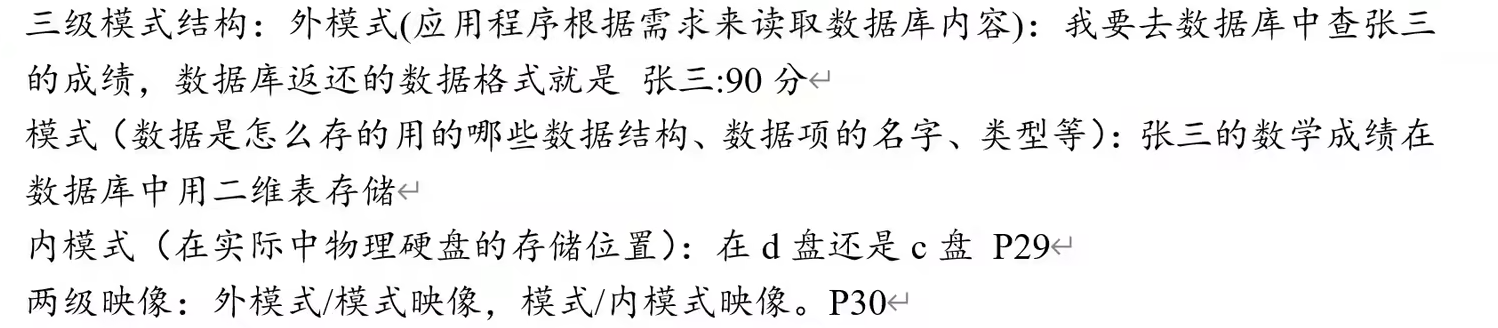 三级模式结构：外模式(应用程序根据需求来读取数据库内容)：我要去数据库中查张三
的成绩，数据库返还的数据格式就是 张三:90 分↵
模式（数据是怎么存的用的哪些数据结构、数据项的名字、类型等）：张三的数学成绩在
数据库中用二维表存储↵
内模式（在实际中物理硬盘的存储位置）：在 d 盘还是 c 盘 P29↵
两级映像：外模式/模式映像，模式/内模式映像。P30↵